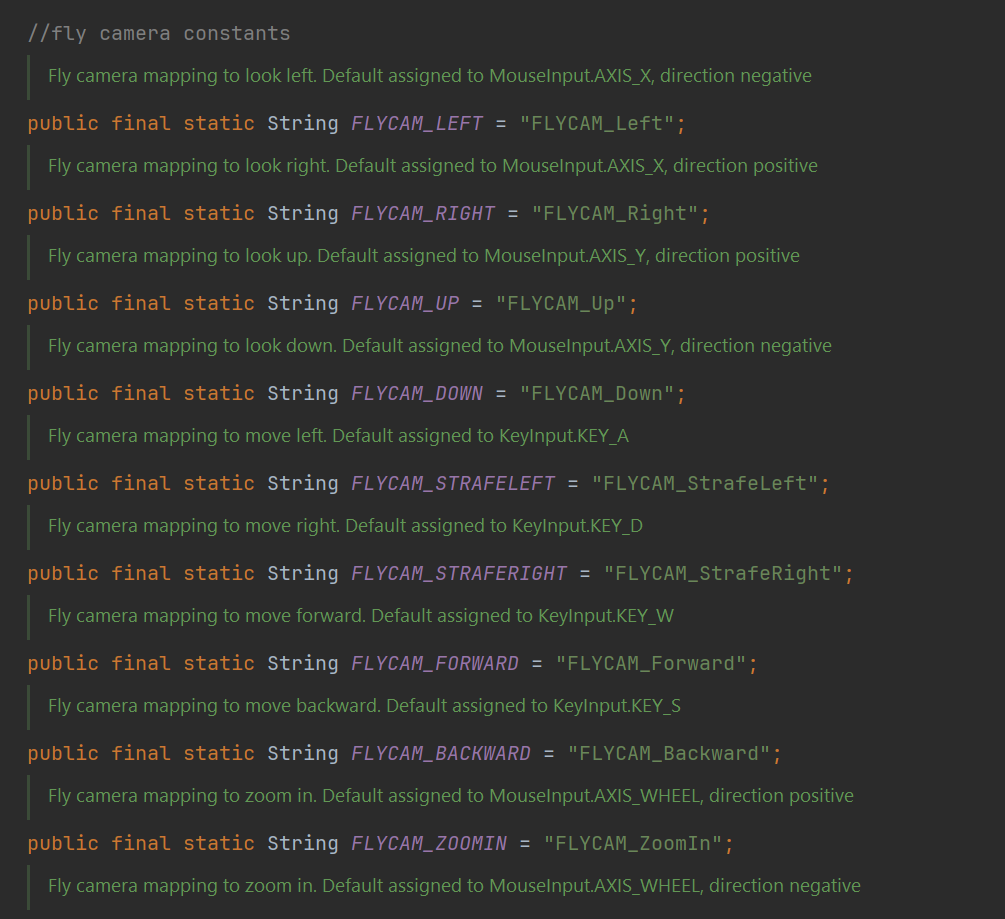 //fly camera constants
Fly camera mapping to look left. Default assigned to MouseInput.AXIS_X, direction negative
public final static String FLYCAM_LEFT = "FLYCAM_Left";
Fly camera mapping to look right. Default assigned to MouseInput.AXIS_X, direction positive
public final static String FLYCAM_RIGHT = "FLYCAM_Right";
Fly camera mapping to look up. Default assigned to MouseInput.AXIS_Y, direction positive
public final static String FLYCAM_UP = "FLYCAM_Up";
Fly camera mapping to look down. Default assigned to MouseInput.AXIS_Y, direction negative
public final static String FLYCAM_DOWN = "FLYCAM_Down";
Fly camera mapping to move left. Default assigned to KeyInput.KEY_A
public final static String FLYCAM_STRAFELEFT = "FLYCAM_StrafeLeft";
Fly camera mapping to move right. Default assigned to KeyInput.KEY_D
public final static String FLYCAM_STRAFERIGHT = "FLYCAM_StrafeRight";
Fly camera mapping to move forward. Default assigned to KeyInput.KEY_W
public final static String FLYCAM_FORWARD = "FLYCAM_Forward";
Fly camera mapping to move backward. Default assigned to KeyInput.KEY_S
public final static String FLYCAM_BACKWARD = "FLYCAM_Backward";
Fly camera mapping to zoom in. Default assigned to MouseInput.AXIS_WHEEL, direction positive
public final static String FLYCAM_ZOOMIN = "FLYCAM_ZoomIn";
Fly camera mapping to zoom in. Default assigned to MouseInput.AXIS_WHEEL, direction negative